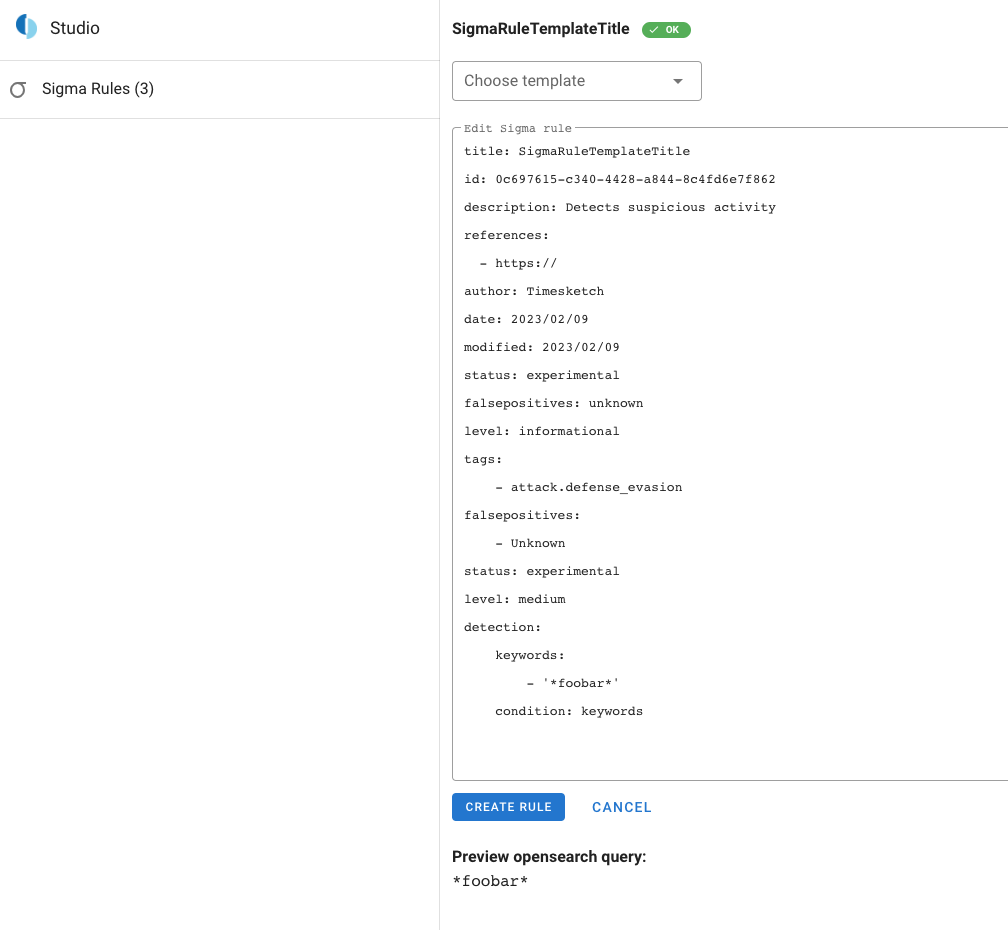 Studio
Sigma Rules (3)
SigmaRuleTemplateTitle
OK
Choose template
Edit Sigma rule
title: SigmaRuleTemplateTitle
id: 0c697615-c340-4428-a844-8c4fd6e7f862
description: Detects suspicious activity
references:
  - https://
author: Timesketch
date: 2023/02/09
modified: 2023/02/09
status: experimental
falsepositives: unknown
level: informational
tags:
    - attack.defense_evasion
falsepositives:
    - Unknown
status: experimental
level: medium
detection:
    keywords:
        - '*foobar*'
    condition: keywords
CREATE RULE CANCEL
Preview opensearch query:
*foobar*